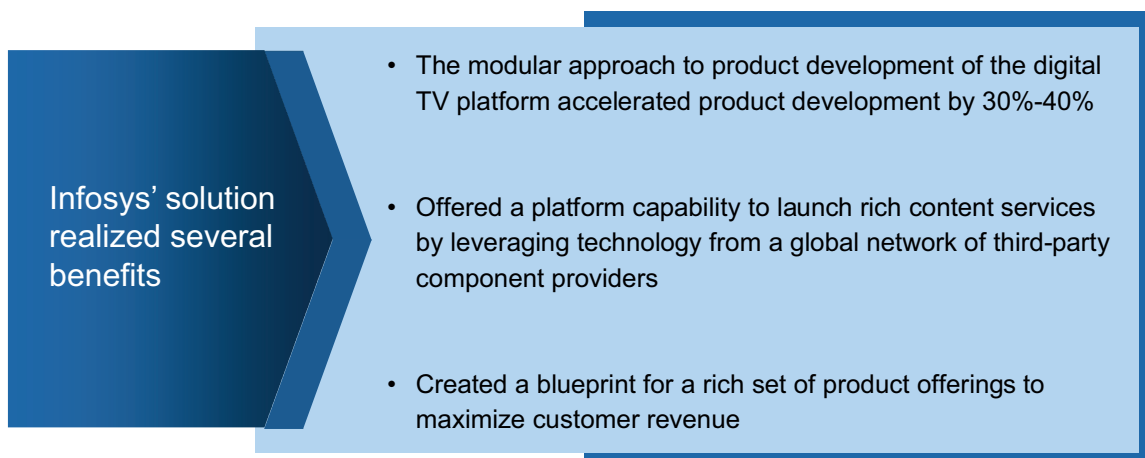 Infosys’ solution
realized several
benefits
• The modular approach to product development of the digital
TV platform accelerated product development by 30%-40%
• Offered a platform capability to launch rich content services
by leveraging technology from a global network of third-party
component providers
• Created a blueprint for a rich set of product offerings to
maximize customer revenue